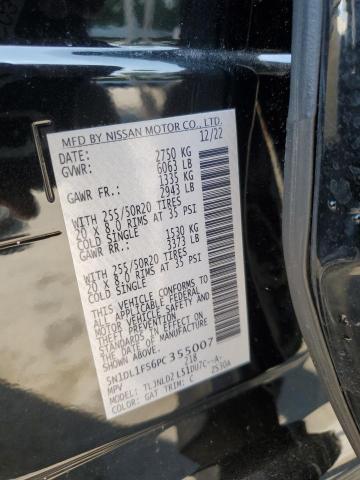 MFD BY NISSAN MOTOR CO., LTD.
DATE: 12/22
GVWR: 2750 KG
6063 LB
GAWR FR.: 1335 KG
2943 LB
WITH 255/50R20 TIRES
20 X 8.0 RIMS AT 35 PSI
COLD SINGLE
GAWR RR.: 1530 KG
3373 LB
WITH 255/50R20 TIRES
20 X 8.0 RIMS AT 35 PSI
COLD SINGLE
THIS VEHICLE CONFORMS TO
ALL APPLICABLE FEDERAL
MOTOR VEHICLE SAFETY AND
THEFT PREVENTION
STANDARDS IN EFFECT ON
THE DATE OF MANUFACTURE
SHOWN ABOVE.
5N1DL1FS6PC355007
MPV 218
TLJNLDZ L51DU7C--A:
COLOR: GAT TRIM: C 2530A